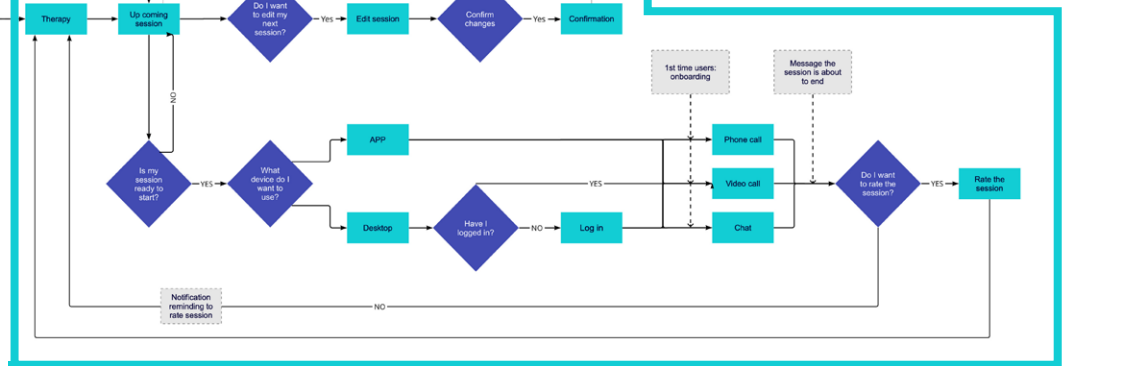 Therapy
Up coming
session
Do I want
to edit my
next
session?
Yes
Edit session
Confirm
changes
Yes
Confirmation
1st time users:
onboarding
Message the
session is about
to end
NO
Is my
session
ready to
start?
YES
What
device do I
want to
use?
APP
Desktop
Have I
logged in?
YES
NO
Log in
Phone call
Video call
Chat
Do I want
to rate the
session?
YES
Rate the
session
Notification
reminding to
rate session
NO